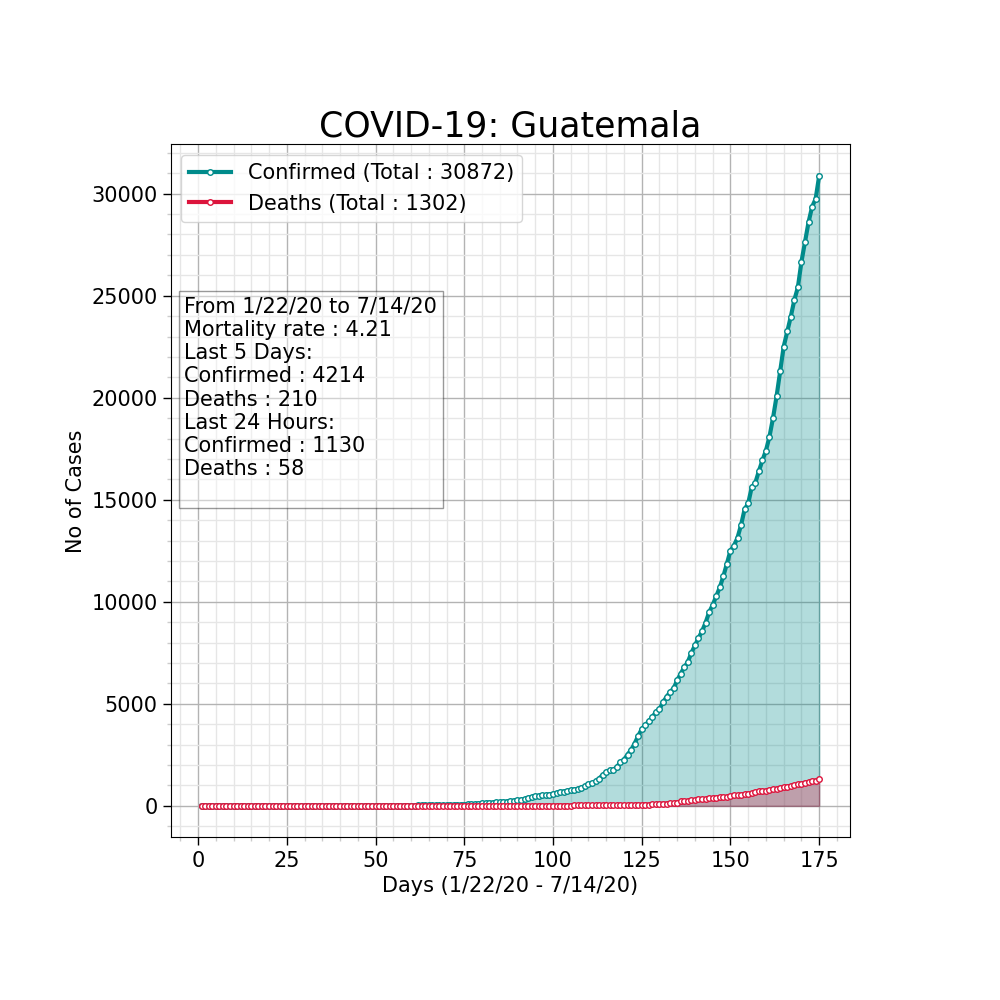 COVID-19: Guatemala
Confirmed (Total : 30872)
Deaths (Total : 1302)
From 1/22/20 to 7/14/20
Mortality rate : 4.21
Last 5 Days:
Confirmed : 4214
Deaths : 210
Last 24 Hours:
Confirmed : 1130
Deaths : 58
No of Cases
30000
25000
20000
15000
10000
5000
0
0 25 50 75 100 125 150 175
Days (1/22/20 - 7/14/20)